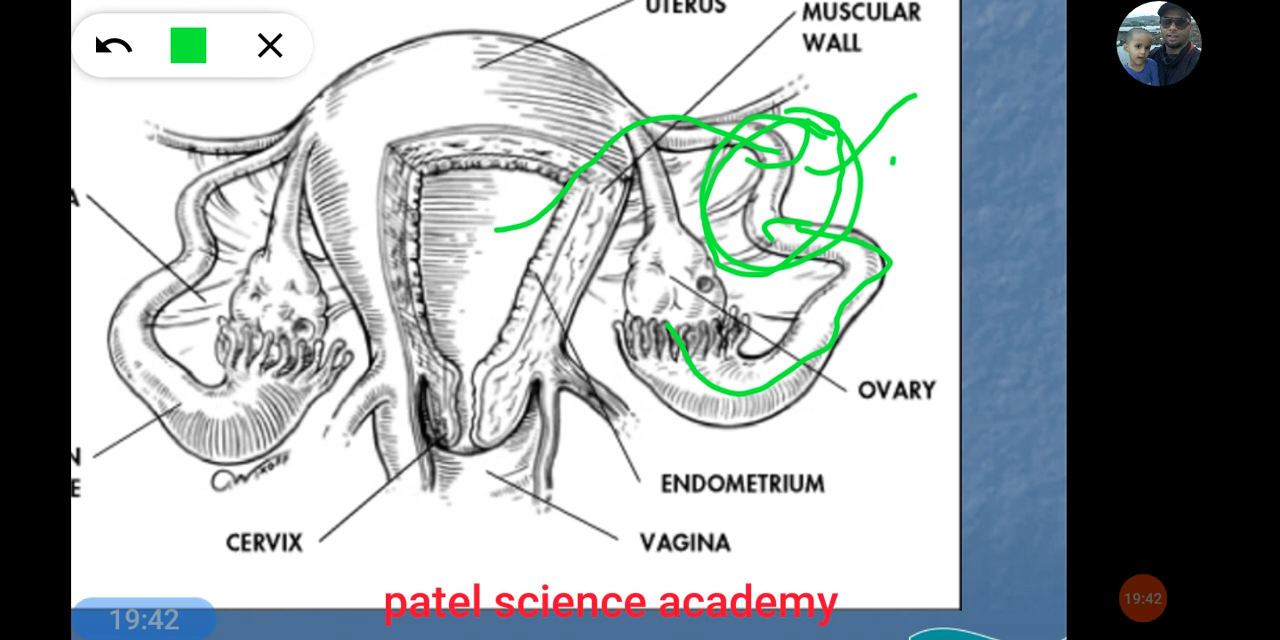 UTERUS
MUSCULAR
WALL
A
OVARY
N
E
ENDOMETRIUM
CERVIX
VAGINA
patel science academy
19:42
19:42